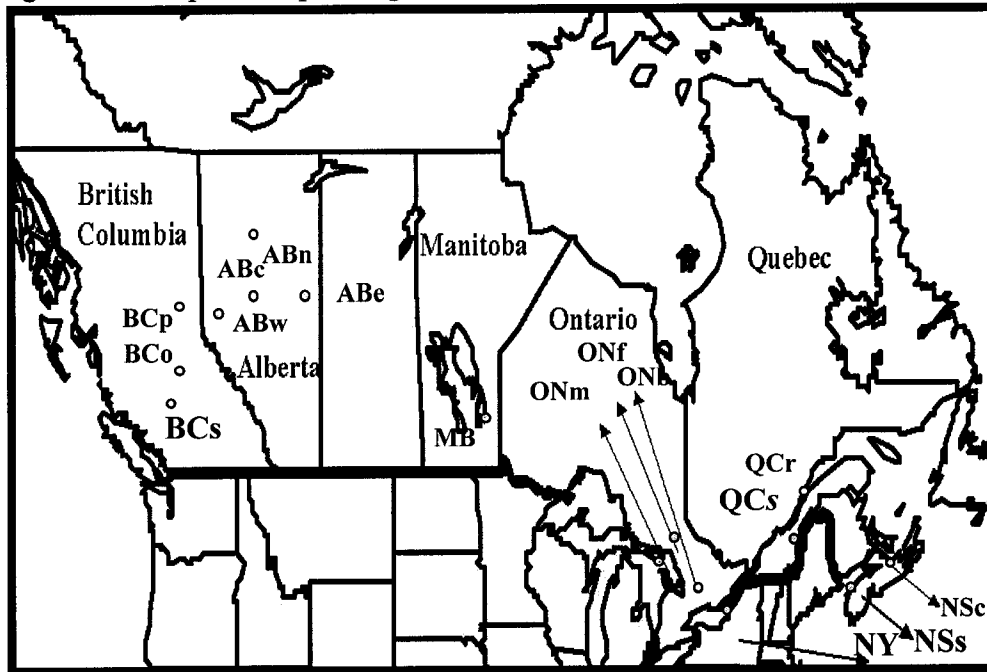 British
Columbia
ABn
ABc
Manitoba
Quebec
ABe
BCp
ABw
Ontario
BCo
Alberta
ONf
ONm
BCs
MB
QCr
QCs
NSc
NY
NSs